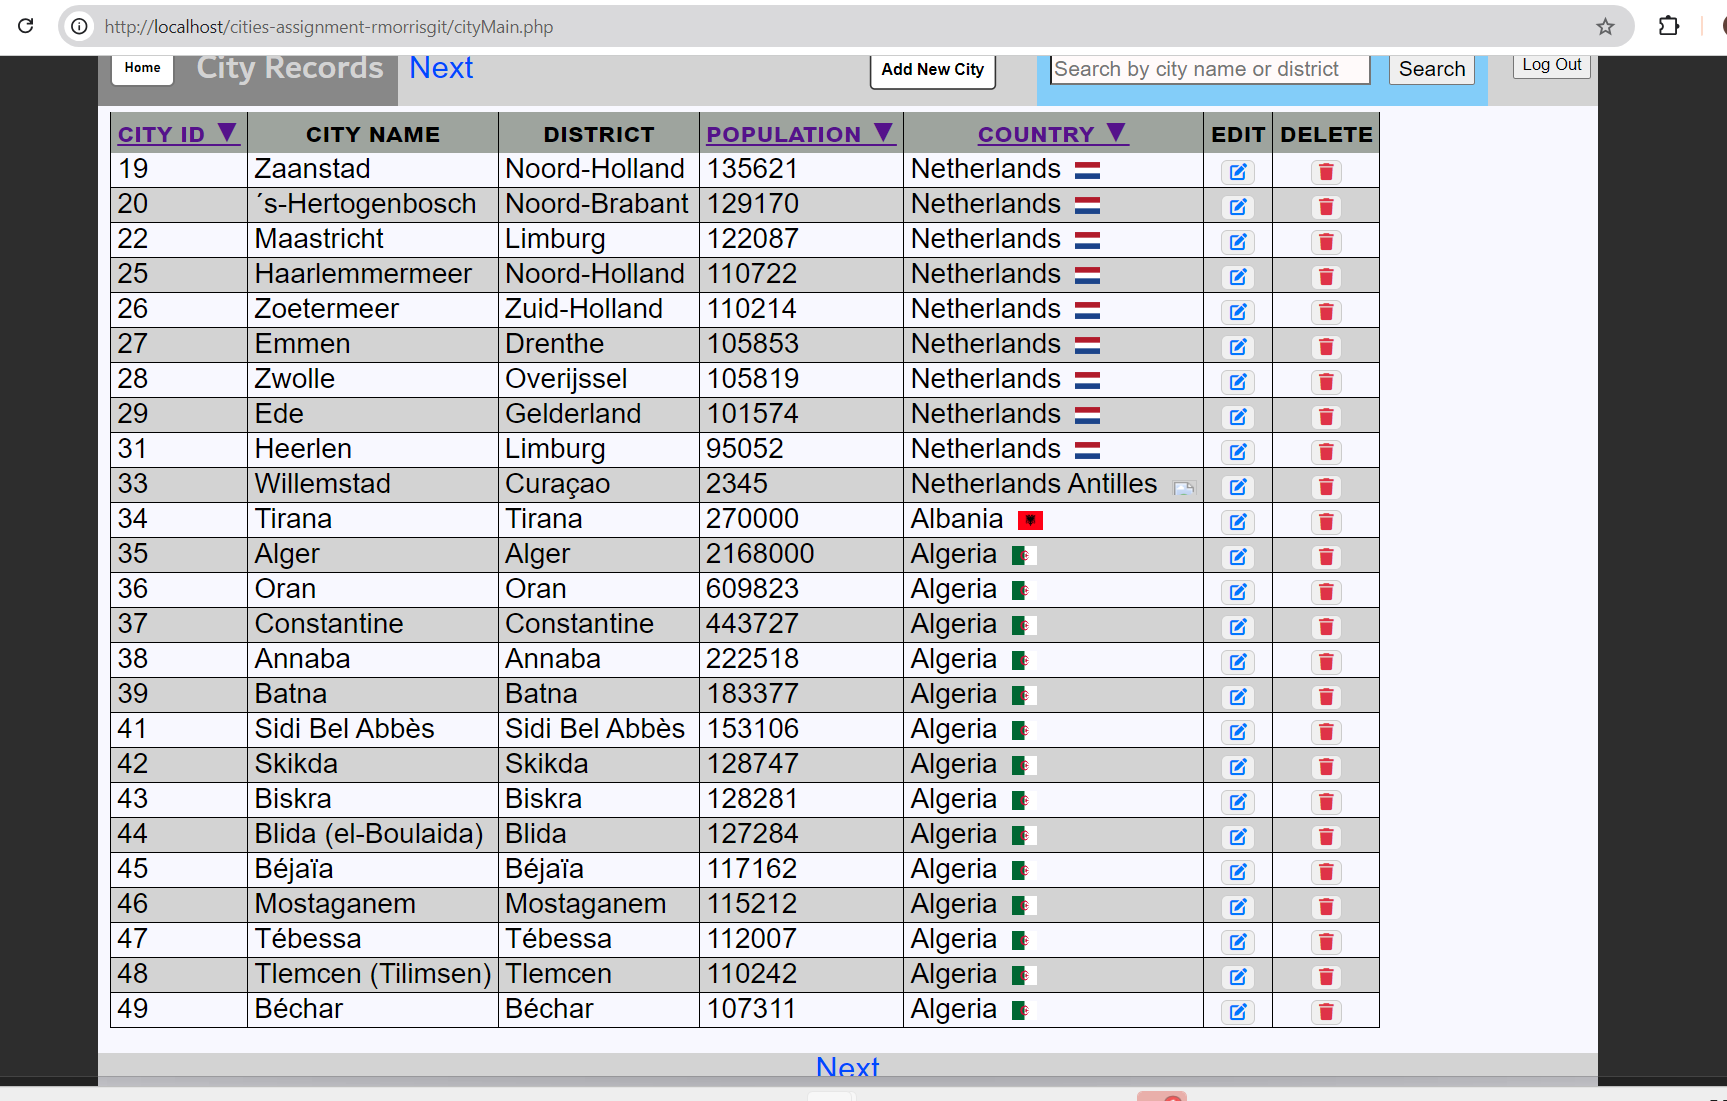 http://localhost/cities-assignment-rmorrisgit/cityMain.php
Home City Records Next Add New City Search by city name or district Search Log Out
CITY ID ▼ CITY NAME DISTRICT POPULATION ▼ COUNTRY ▼ EDIT DELETE
19 Zaanstad Noord-Holland 135621 Netherlands
20 ´s-Hertogenbosch Noord-Brabant 129170 Netherlands
22 Maastricht Limburg 122087 Netherlands
25 Haarlemmermeer Noord-Holland 110722 Netherlands
26 Zoetermeer Zuid-Holland 110214 Netherlands
27 Emmen Drenthe 105853 Netherlands
28 Zwolle Overijssel 105819 Netherlands
29 Ede Gelderland 101574 Netherlands
31 Heerlen Limburg 95052 Netherlands
33 Willemstad Curaçao 2345 Netherlands Antilles
34 Tirana Tirana 270000 Albania
35 Alger Alger 2168000 Algeria
36 Oran Oran 609823 Algeria
37 Constantine Constantine 443727 Algeria
38 Annaba Annaba 222518 Algeria
39 Batna Batna 183377 Algeria
41 Sidi Bel Abbès Sidi Bel Abbès 153106 Algeria
42 Skikda Skikda 128747 Algeria
43 Biskra Biskra 128281 Algeria
44 Blida (el-Boulaida) Blida 127284 Algeria
45 Béjaïa Béjaïa 117162 Algeria
46 Mostaganem Mostaganem 115212 Algeria
47 Tébessa Tébessa 112007 Algeria
48 Tlemcen (Tilimsen) Tlemcen 110242 Algeria
49 Béchar Béchar 107311 Algeria
Next